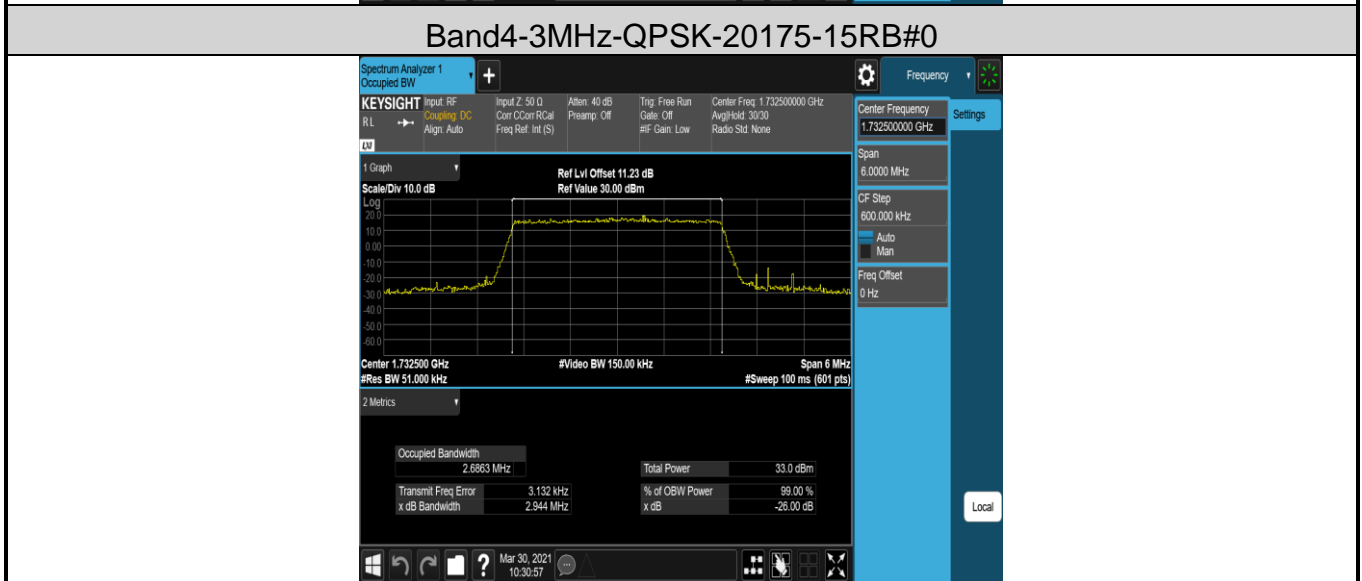 Band4-3MHz-QPSK-20175-15RB#0
Spectrum Analyzer 1
Occupied BW
+
Frequency
KEYSIGHT
RL
LXI
Input: RF
Coupling: DC
Align: Auto
Input Z: 50 Ω
Corr CCorr RCal
Freq Ref: Int (S)
Atten: 40 dB
Preamp: Off
Trig: Free Run
Gate: Off
#IF Gain: Low
Center Freq: 1.732500000 GHz
Avg|Hold: 30/30
Radio Std: None
Center Frequency
1.732500000 GHz
Settings
Span
6.0000 MHz
CF Step
600.000 kHz
Auto
Man
Freq Offset
0 Hz
1 Graph
Scale/Div 10.0 dB
Ref Lvl Offset 11.23 dB
Ref Value 30.00 dBm
Log
20.0
10.0
0.00
-10.0
-20.0
-30.0
-40.0
-50.0
-60.0
Center 1.732500 GHz
#Video BW 150.00 kHz
Span 6 MHz
#Res BW 51.000 kHz
#Sweep 100 ms (601 pts)
2 Metrics
Occupied Bandwidth
2.6863 MHz
Total Power 33.0 dBm
Transmit Freq Error 3.132 kHz
% of OBW Power 99.00 %
x dB Bandwidth 2.944 MHz
x dB -26.00 dB
Local
?
Mar 30, 2021
10:30:57